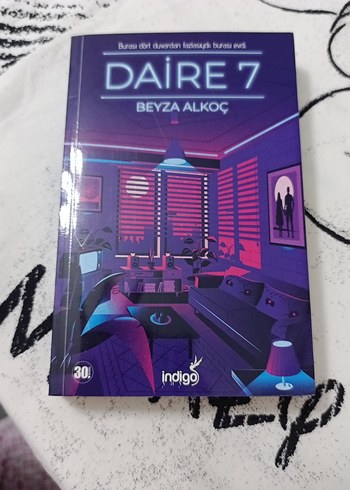 Burası dört duvardan fazlasıydı, burası evdi.
DAİRE 7
BEYZA ALKOÇ
30.
indigo